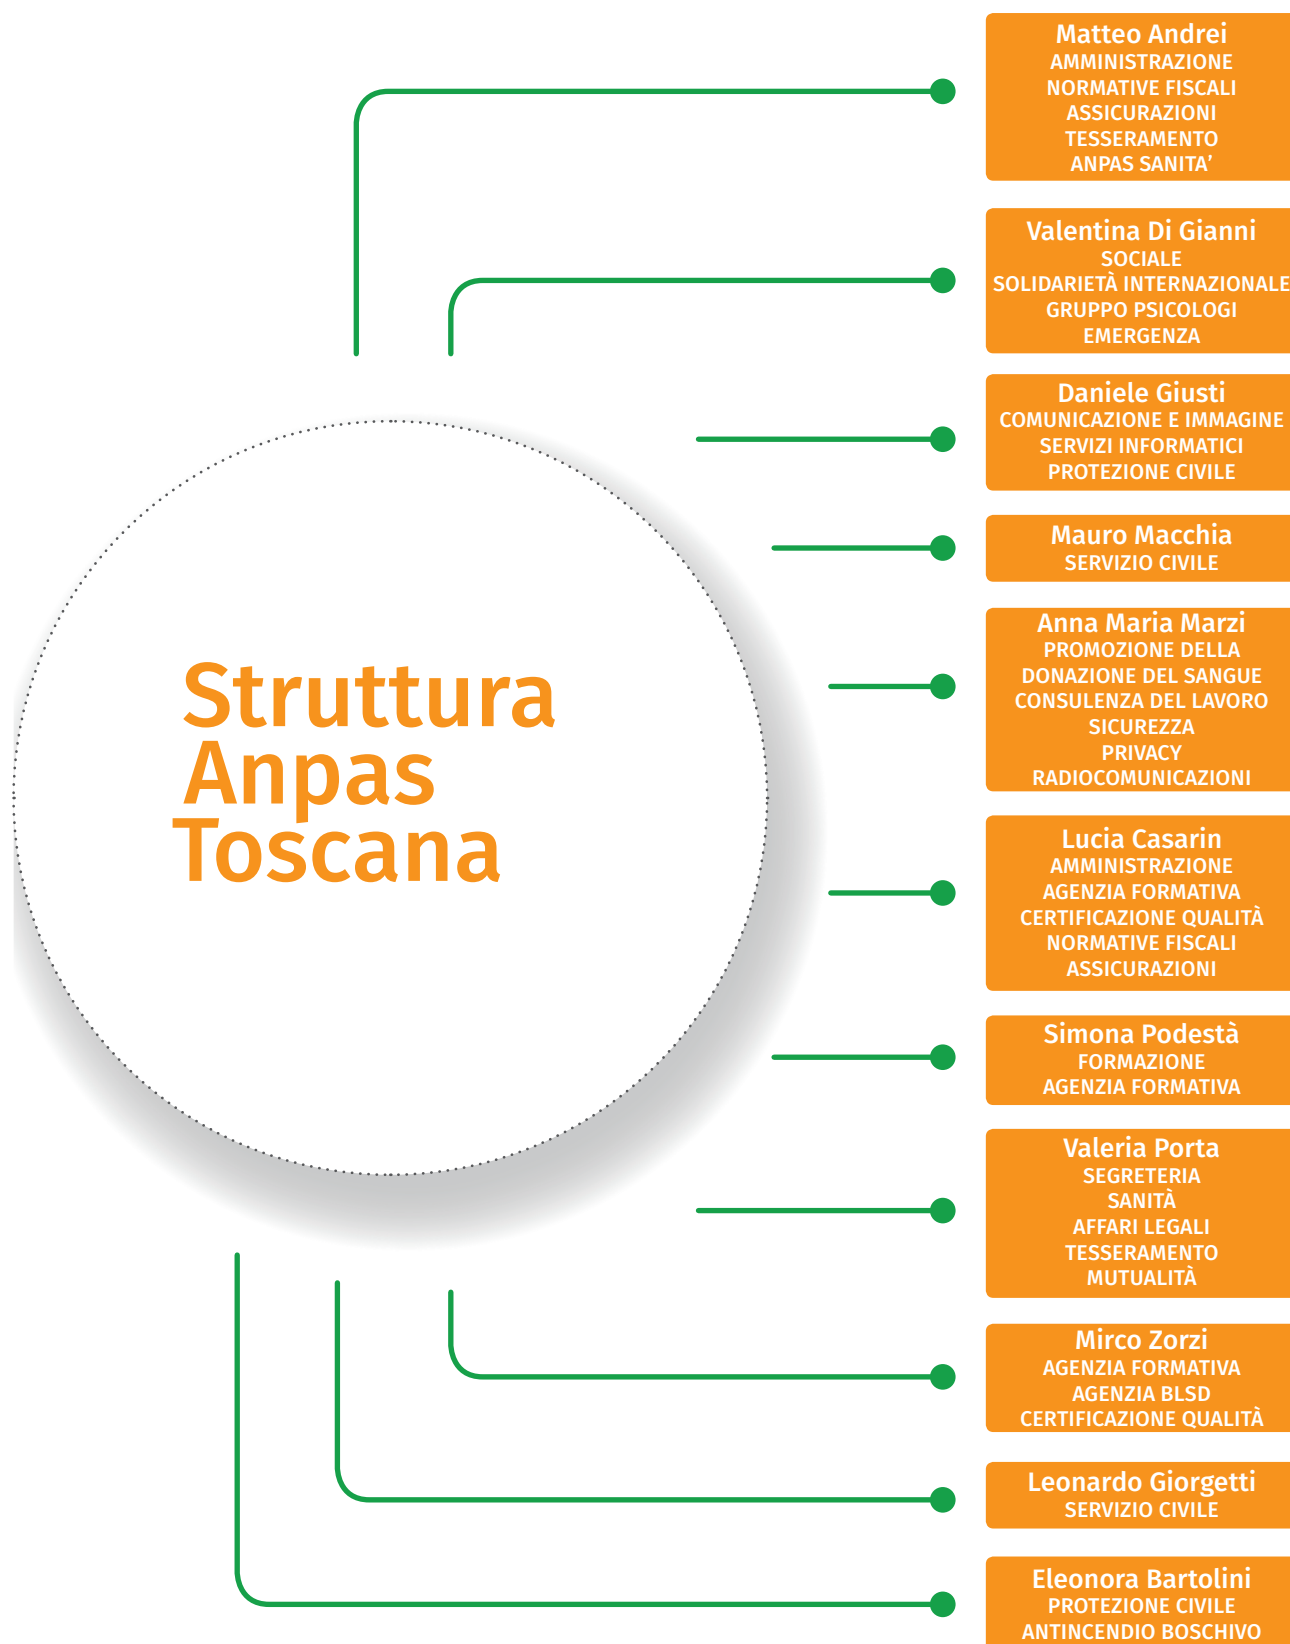 Struttura
Anpas
Toscana
Matteo Andrei
AMMINISTRAZIONE
NORMATIVE FISCALI
ASSICURAZIONI
TESSERAMENTO
ANPAS SANITA’
Valentina Di Gianni
SOCIALE
SOLIDARIETÀ INTERNAZIONALE
GRUPPO PSICOLOGI
EMERGENZA
Daniele Giusti
COMUNICAZIONE E IMMAGINE
SERVIZI INFORMATICI
PROTEZIONE CIVILE
Mauro Macchia
SERVIZIO CIVILE
Anna Maria Marzi
PROMOZIONE DELLA
DONAZIONE DEL SANGUE
CONSULENZA DEL LAVORO
SICUREZZA
PRIVACY
RADIOCOMUNICAZIONI
Lucia Casarin
AMMINISTRAZIONE
AGENZIA FORMATIVA
CERTIFICAZIONE QUALITÀ
NORMATIVE FISCALI
ASSICURAZIONI
Simona Podestà
FORMAZIONE
AGENZIA FORMATIVA
Valeria Porta
SEGRETERIA
SANITÀ
AFFARI LEGALI
TESSERAMENTO
MUTUALITÀ
Mirco Zorzi
AGENZIA FORMATIVA
AGENZIA BLSD
CERTIFICAZIONE QUALITÀ
Leonardo Giorgetti
SERVIZIO CIVILE
Eleonora Bartolini
PROTEZIONE CIVILE
ANTINCENDIO BOSCHIVO